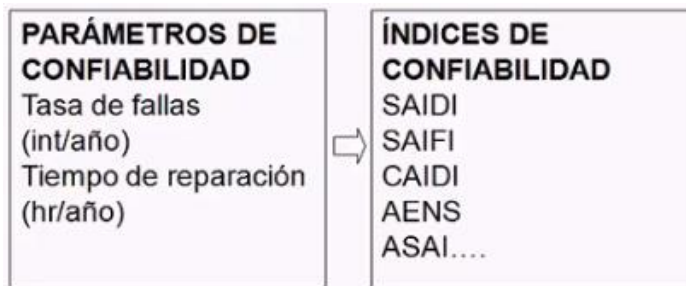 PARÁMETROS DE
CONFIABILIDAD
Tasa de fallas
(int/año)
Tiempo de reparación
(hr/año)
ÍNDICES DE
CONFIABILIDAD
SAIDI
SAIFI
CAIDI
AENS
ASAI....